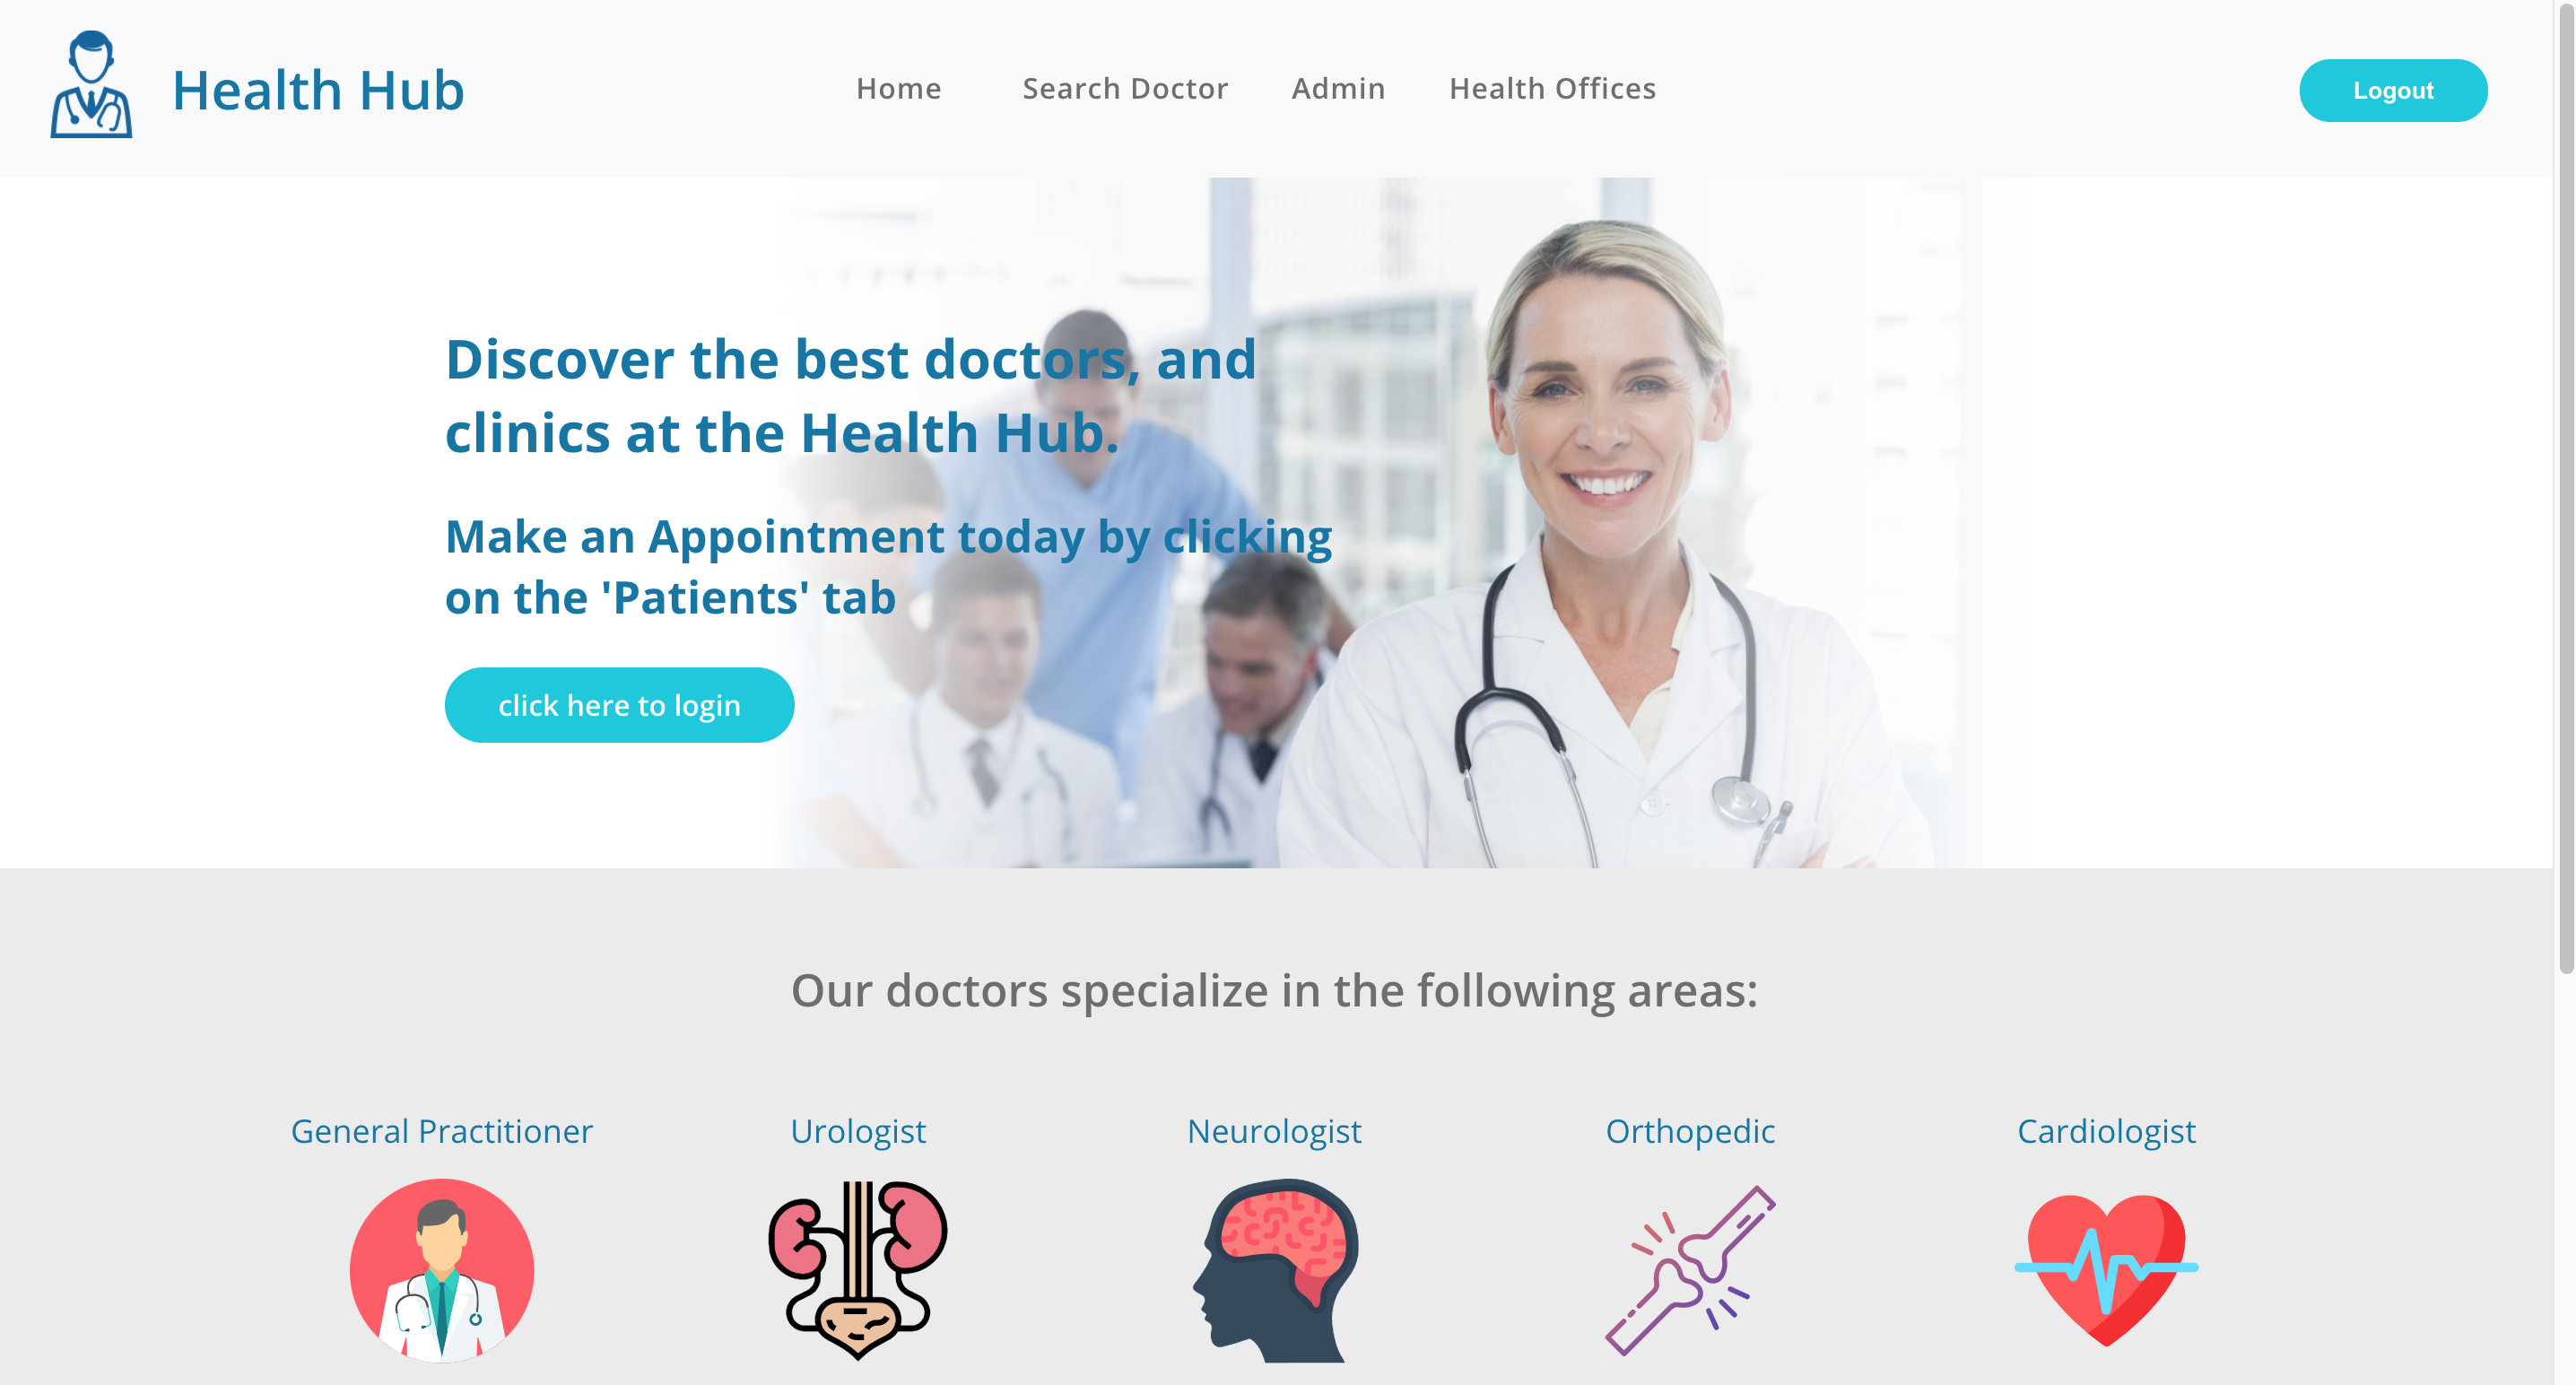 Health Hub
Home
Search Doctor
Admin
Health Offices
Logout
Discover the best doctors, and
clinics at the Health Hub.
Make an Appointment today by clicking
on the 'Patients' tab
click here to login
Our doctors specialize in the following areas:
General Practitioner
Urologist
Neurologist
Orthopedic
Cardiologist